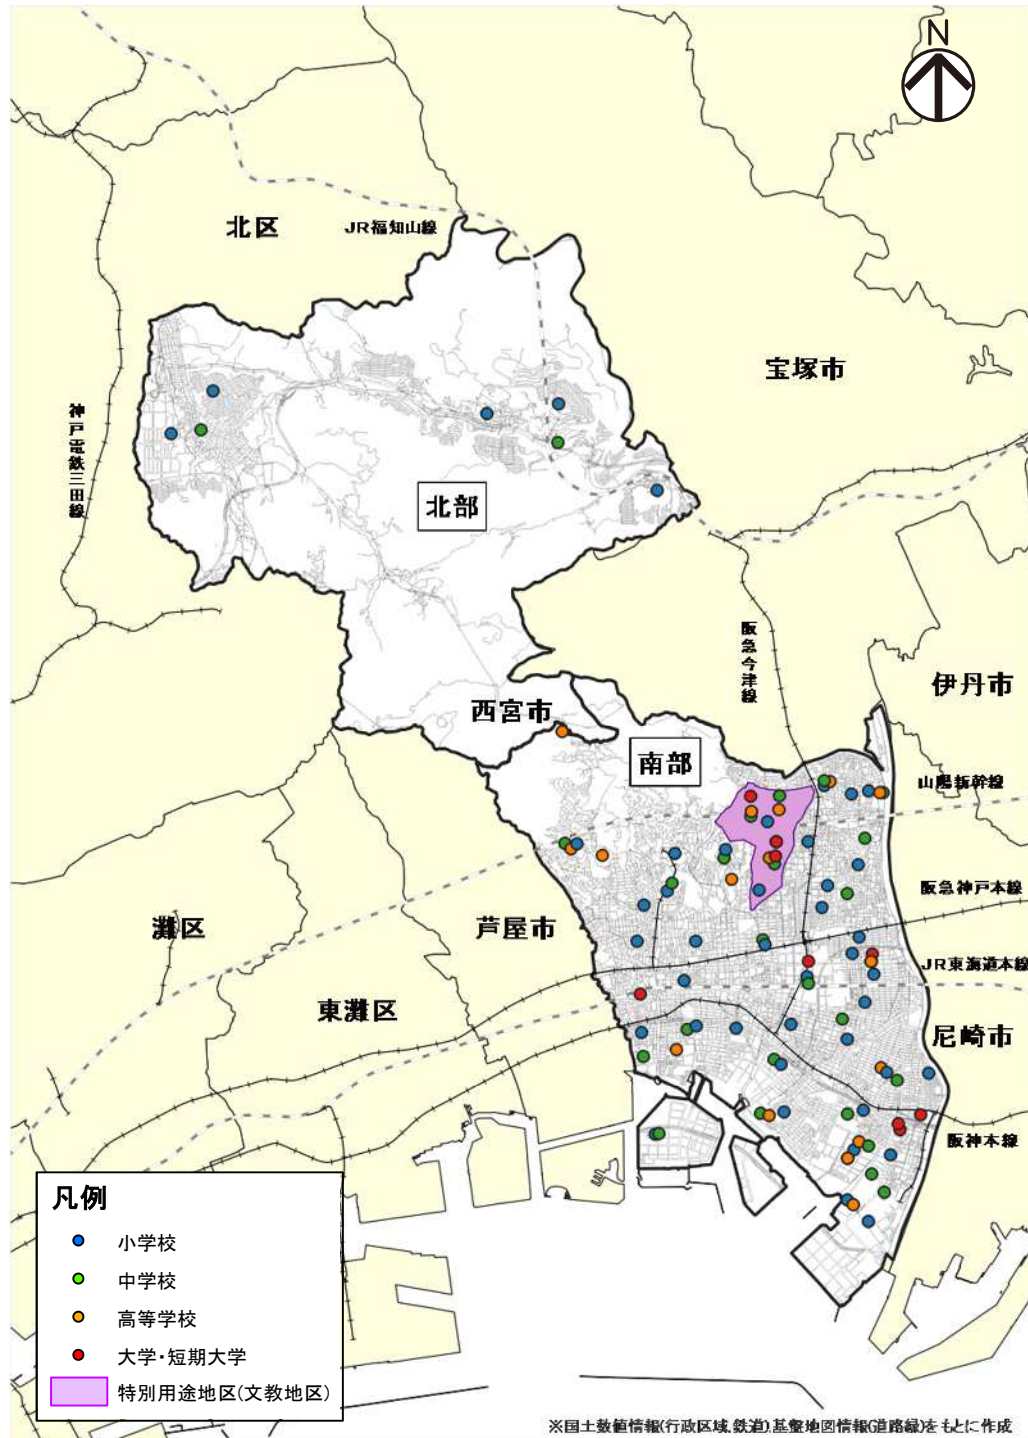 N
北区
JR福知山線
宝塚市
神戸電鉄三田線
北部
阪急今津線
伊丹市
西宮市
南部
山陽新幹線
阪急神戸本線
灘区
芦屋市
JR東海道本線
東灘区
尼崎市
阪神本線
凡例
小学校
中学校
高等学校
大学・短期大学
特別用途地区(文教地区)
※国土数値情報(行政区域,鉄道),基盤地図情報(道路縁)をもとに作成